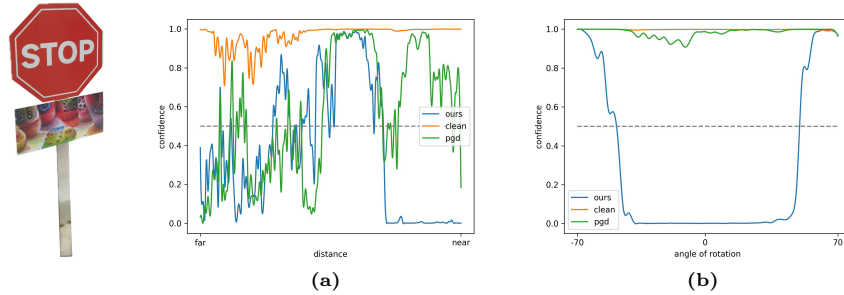 STOP
confidence
1.0
0.8
0.6
0.4
0.2
0.0
ours
clean
pgd
far
distance
near
(a)
confidence
1.0
0.8
0.6
0.4
0.2
0.0
ours
clean
pgd
-70
0
70
angle of rotation
(b)